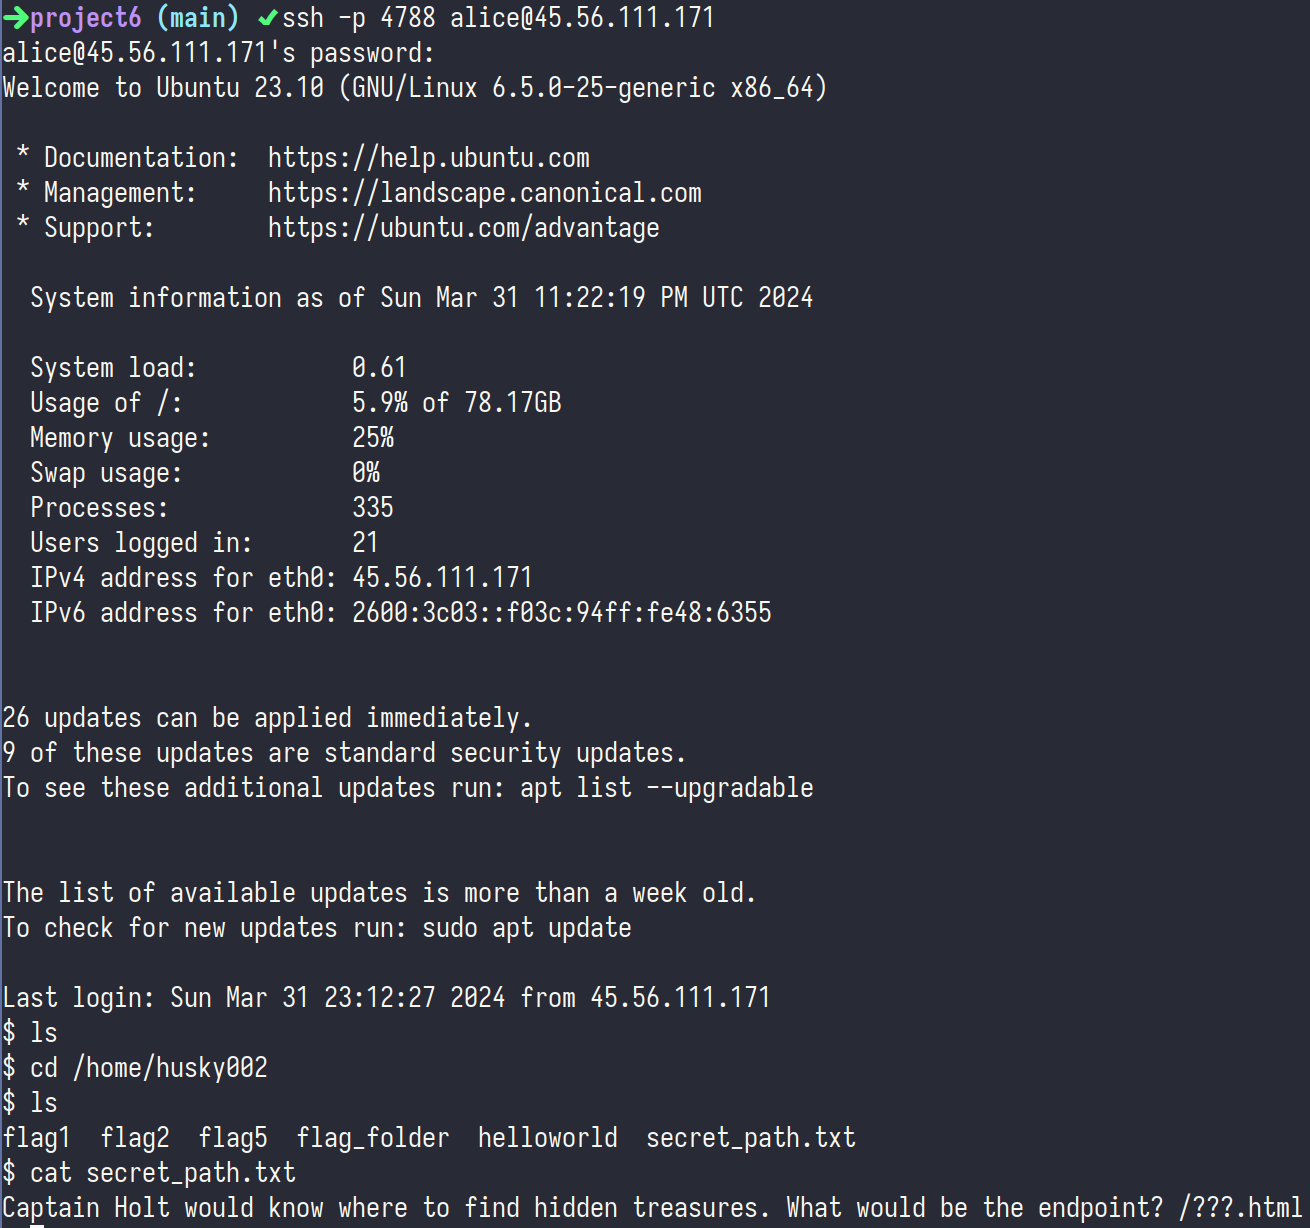 ➜project6 (main) ✔ssh -p 4788 alice@45.56.111.171
alice@45.56.111.171's password:
Welcome to Ubuntu 23.10 (GNU/Linux 6.5.0-25-generic x86_64)
* Documentation:  https://help.ubuntu.com
* Management:     https://landscape.canonical.com
* Support:        https://ubuntu.com/advantage
System information as of Sun Mar 31 11:22:19 PM UTC 2024
System load:           0.61
Usage of /:            5.9% of 78.17GB
Memory usage:          25%
Swap usage:            0%
Processes:             335
Users logged in:       21
IPv4 address for eth0: 45.56.111.171
IPv6 address for eth0: 2600:3c03::f03c:94ff:fe48:6355
26 updates can be applied immediately.
9 of these updates are standard security updates.
To see these additional updates run: apt list --upgradable
The list of available updates is more than a week old.
To check for new updates run: sudo apt update
Last login: Sun Mar 31 23:12:27 2024 from 45.56.111.171
$ ls
$ cd /home/husky002
$ ls
flag1  flag2  flag5  flag_folder  helloworld  secret_path.txt
$ cat secret_path.txt
Captain Holt would know where to find hidden treasures. What would be the endpoint? /???.html